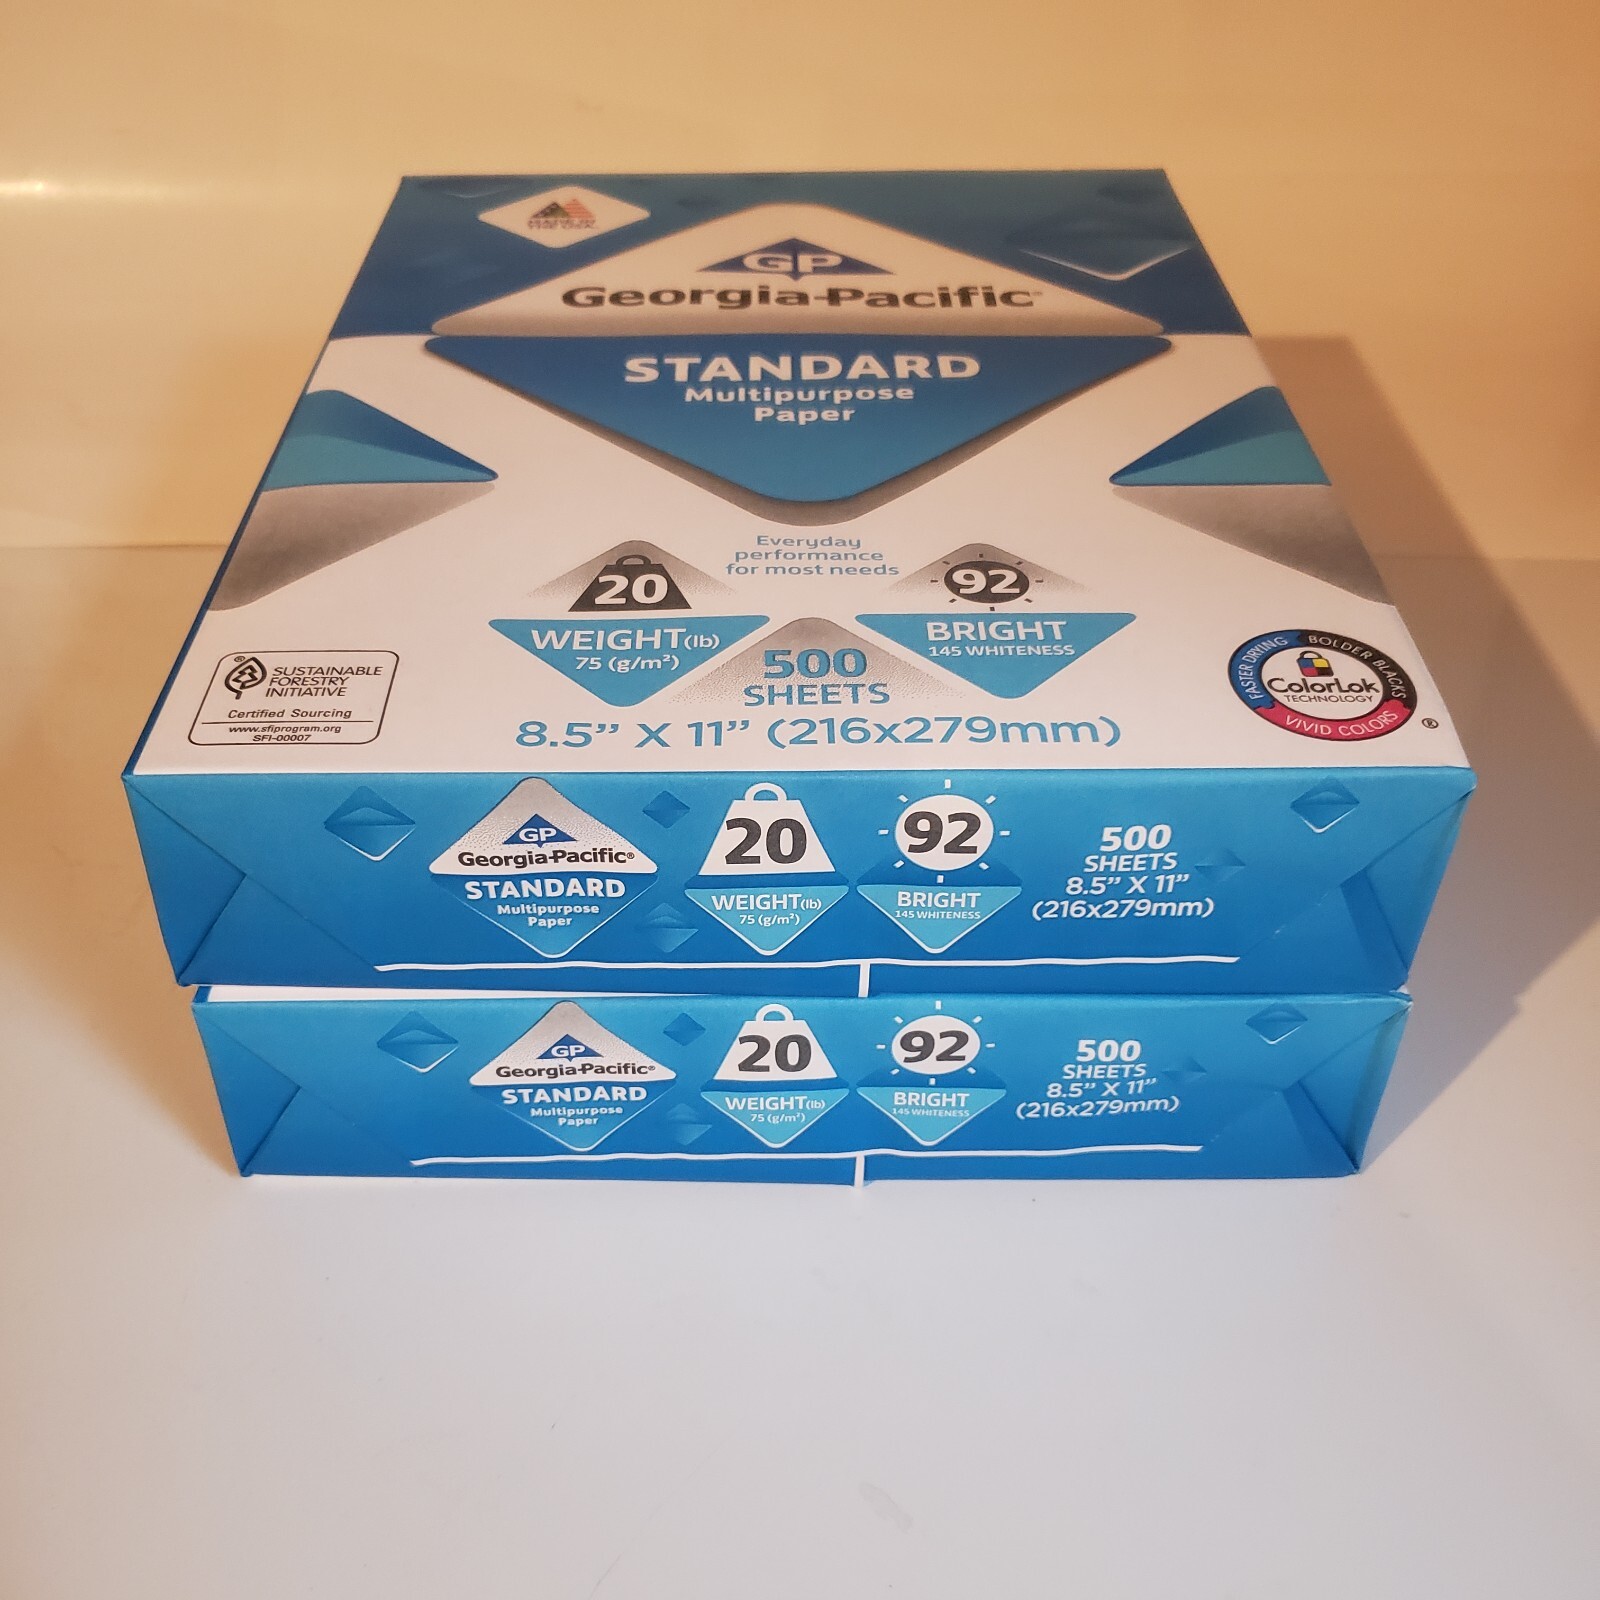 MADE IN
THE USA
GP
Georgia-Pacific
STANDARD
Multipurpose
Paper
Everyday
performance
for most needs
20
WEIGHT(lb)
75 (g/m²)
92
BRIGHT
145 WHITENESS
500
SHEETS
8.5” X 11” (216x279mm)
®
SUSTAINABLE
FORESTRY
INITIATIVE
Certified Sourcing
www.sfiprogram.org
SFI-00007
FASTER DRYING
BOLDER BLACKS
ColorLok
TECHNOLOGY
VIVID COLORS
®
GP
Georgia-Pacific®
STANDARD
Multipurpose
Paper
20
WEIGHT(lb)
75 (g/m²)
92
BRIGHT
145 WHITENESS
500
SHEETS
8.5” X 11”
(216x279mm)
GP
Georgia-Pacific®
STANDARD
Multipurpose
Paper
20
WEIGHT(lb)
75 (g/m²)
92
BRIGHT
145 WHITENESS
500
SHEETS
8.5” X 11”
(216x279mm)